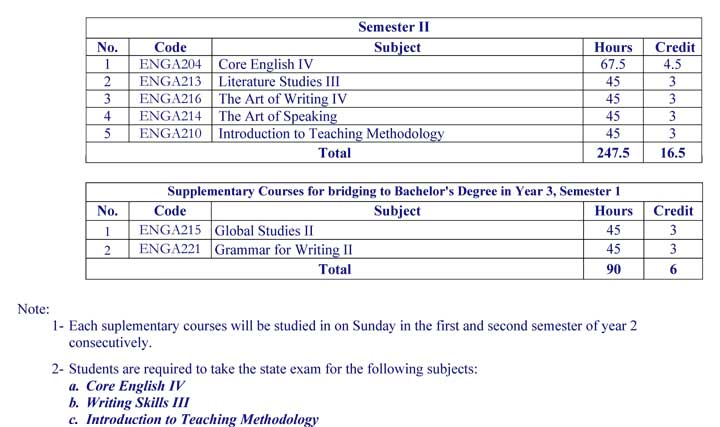 Semester II
No. Code Subject Hours Credit
1 ENGA204 Core English IV 67.5 4.5
2 ENGA213 Literature Studies III 45 3
3 ENGA216 The Art of Writing IV 45 3
4 ENGA214 The Art of Speaking 45 3
5 ENGA210 Introduction to Teaching Methodology 45 3
Total 247.5 16.5
Supplementary Courses for bridging to Bachelor's Degree in Year 3, Semester 1
No. Code Subject Hours Credit
1 ENGA215 Global Studies II 45 3
2 ENGA221 Grammar for Writing II 45 3
Total 90 6
Note:
1- Each suplementary courses will be studied in on Sunday in the first and second semester of year 2
consecutively.
2- Students are required to take the state exam for the following subjects:
a. Core English IV
b. Writing Skills III
c. Introduction to Teaching Methodology